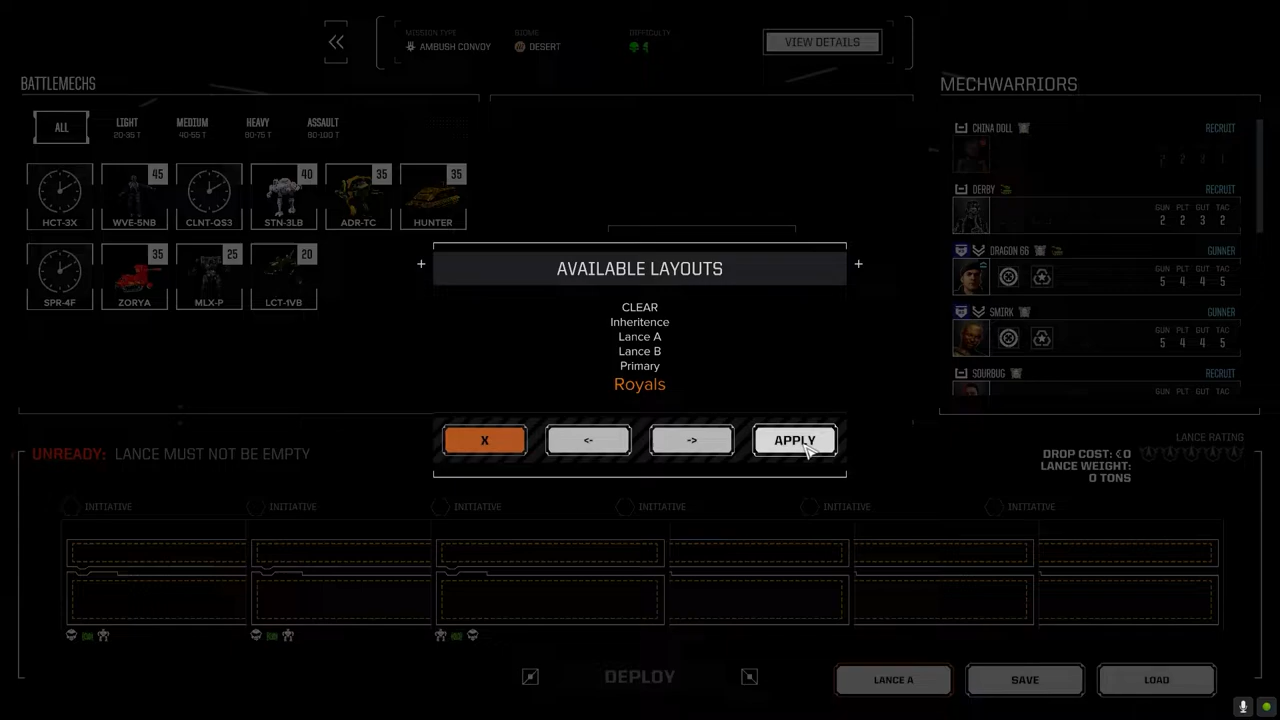 MISSION TYPE
AMBUSH CONVOY
BIOME
DESERT
DIFFICULTY
VIEW DETAILS
BATTLEMECHS
MECHWARRIORS
ALL
LIGHT
20-35 T
MEDIUM
40-55 T
HEAVY
60-75 T
ASSAULT
80-100 T
HCT-3X
45
WVE-5NB
CLNT-QS3
40
STN-3LB
35
ADR-TC
35
HUNTER
SPR-4F
35
ZORYA
25
MLX-P
20
LCT-1VB
CHINA DOLL
RECRUIT
DERBY
RECRUIT
GUN PLT GUT TAC
2 2 3 2
DRAGON 66
GUNNER
GUN PLT GUT TAC
5 4 4 5
SMIRK
GUNNER
GUN PLT GUT TAC
5 4 4 5
SOURBUG
RECRUIT
GUN PLT GUT TAC
AVAILABLE LAYOUTS
CLEAR
Inheritence
Lance A
Lance B
Primary
Royals
X
<-
->
APPLY
UNREADY: LANCE MUST NOT BE EMPTY
LANCE RATING
DROP COST: ¢0
LANCE WEIGHT:
0 TONS
INITIATIVE
INITIATIVE
INITIATIVE
INITIATIVE
INITIATIVE
INITIATIVE
DEPLOY
LANCE A
SAVE
LOAD